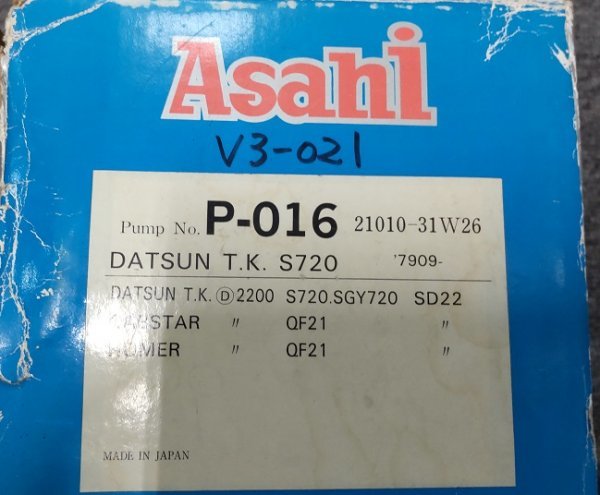 Asahi
V3-021
Pump No. P-016 21010-31W26
DATSUN T.K. S720 '7909-
DATSUN T.K. Ⓓ2200 S720.SGY720 SD22
CABSTAR 〃 QF21 〃
HOMER 〃 QF21 〃
MADE IN JAPAN